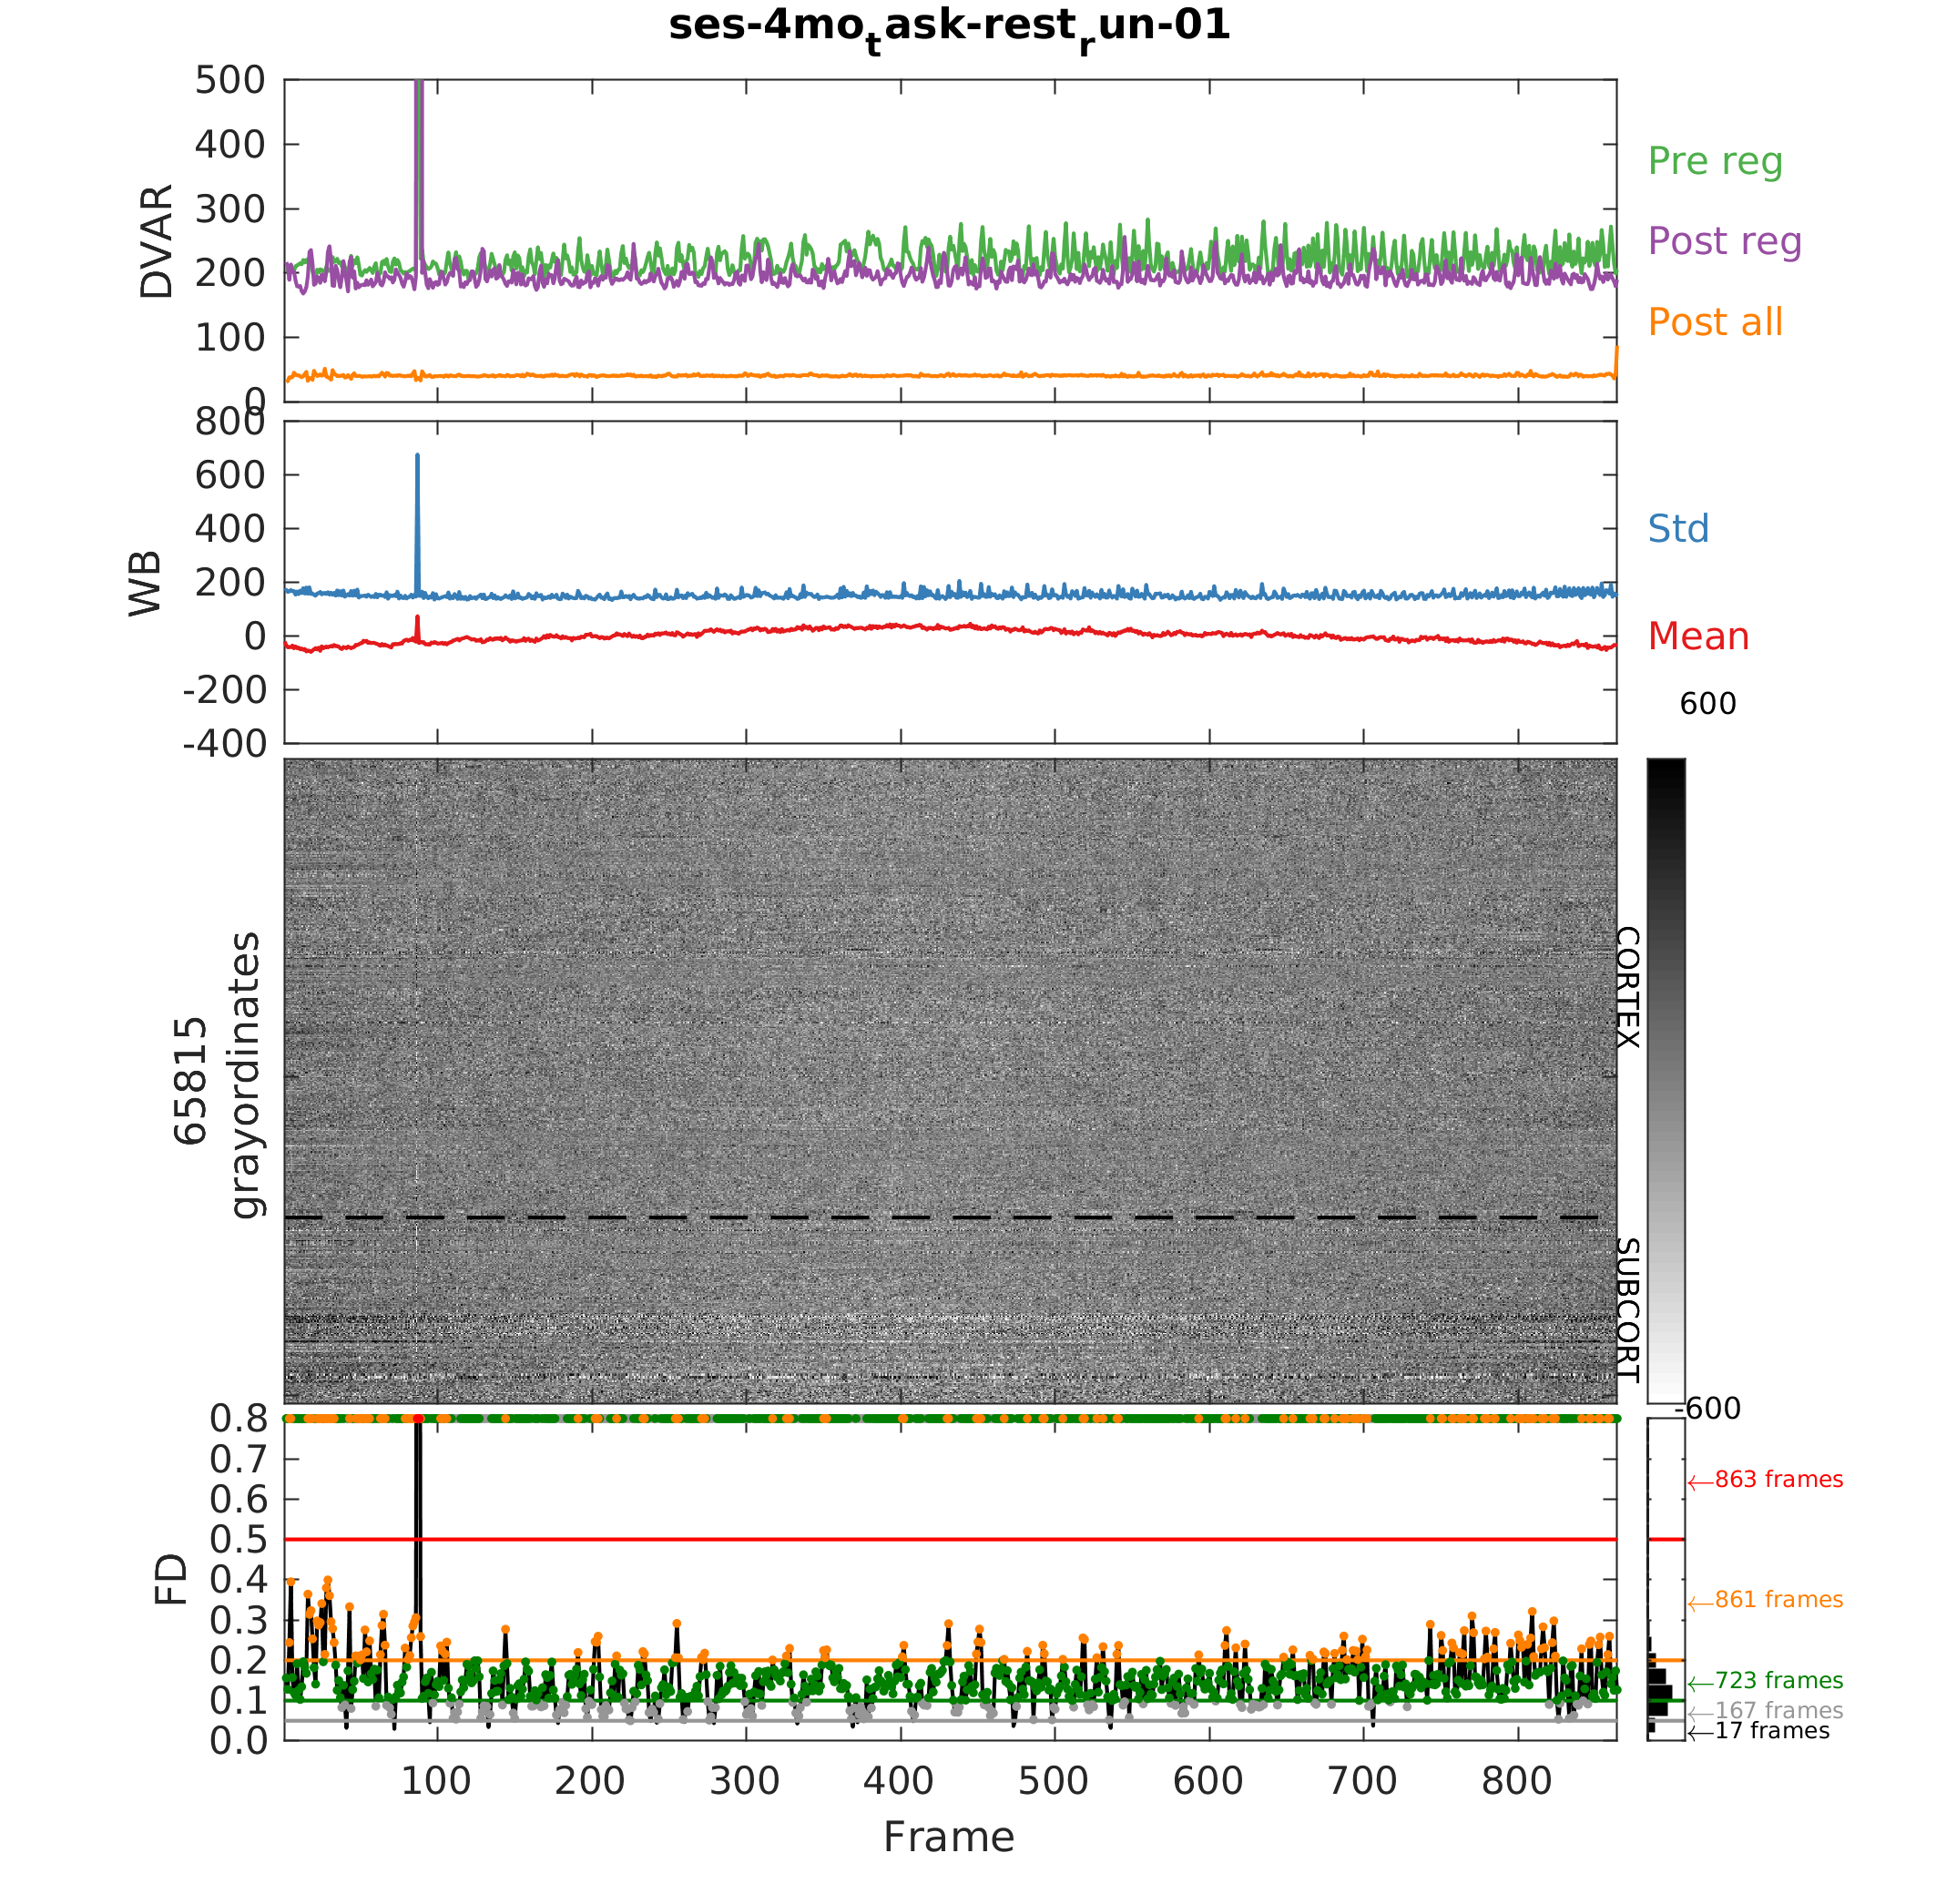 ses-4mo_task-rest_run-01
500
400
300
200
100
0
DVAR
Pre reg
Post reg
Post all
800
600
400
200
0
-200
-400
WB
Std
Mean
600
65815
grayordinates
CORTEX
SUBCORT
-600
0.8
0.7
0.6
0.5
0.4
0.3
0.2
0.1
0.0
FD
←863 frames
←861 frames
←723 frames
←167 frames
←17 frames
100 200 300 400 500 600 700 800
Frame